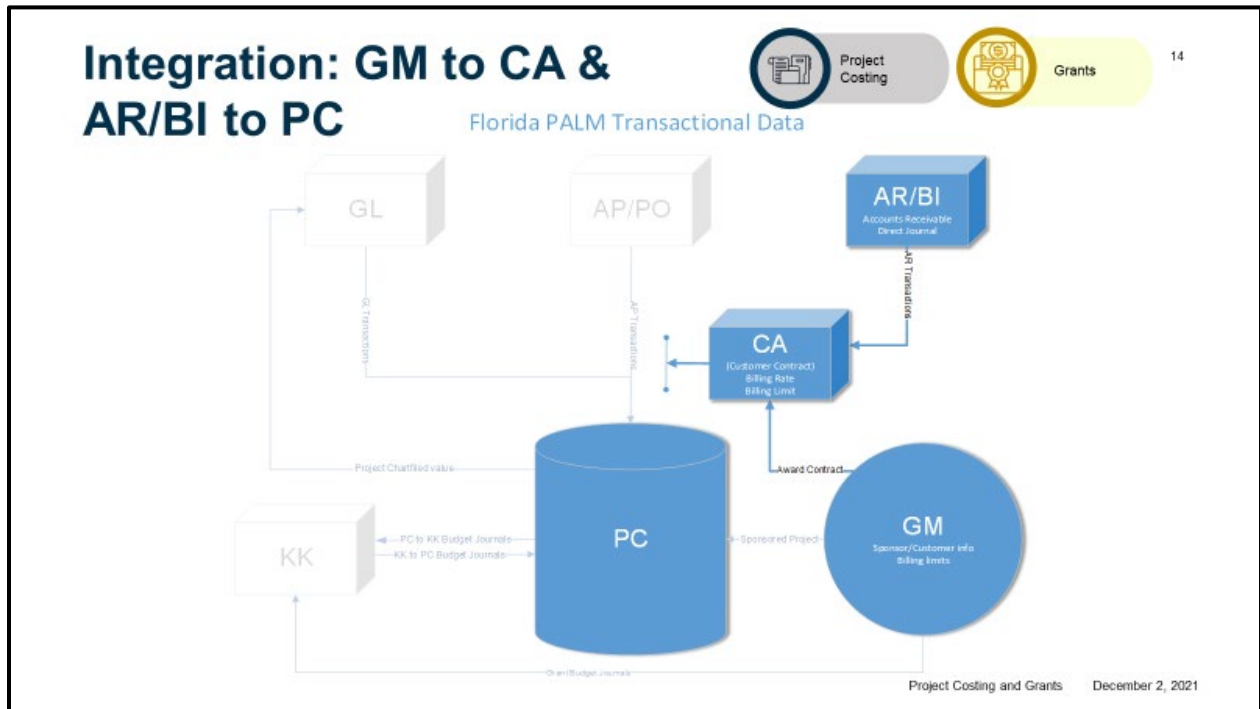 Integration: GM to CA &
AR/BI to PC
Project
Costing
Grants
14
Florida PALM Transactional Data
GL
AP/PO
AR/BI
Accounts Receivable
Direct Journal
GL Transactions
AP Transactions
AR Transactions
CA
(Customer Contract)
Billing Rate
Billing Limit
Project Chartfiled value
Award Contract
KK
PC to KK Budget Journals
KK to PC Budget Journals
PC
Sponsored Project
GM
Sponsor/Customer info
Billing limits
Grant Budget Journals
Project Costing and Grants
December 2, 2021